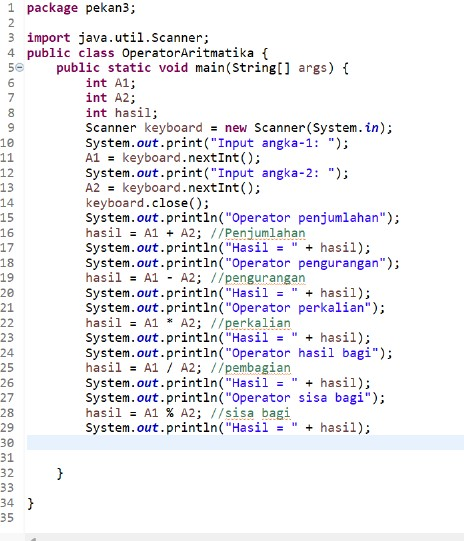 1 package pekan3;
2
3 import java.util.Scanner;
4 public class OperatorAritmatika {
5     public static void main(String[] args) {
6         int A1;
7         int A2;
8         int hasil;
9         Scanner keyboard = new Scanner(System.in);
10         System.out.print("Input angka-1: ");
11         A1 = keyboard.nextInt();
12         System.out.print("Input angka-2: ");
13         A2 = keyboard.nextInt();
14         keyboard.close();
15         System.out.println("Operator penjumlahan");
16         hasil = A1 + A2; //Penjumlahan
17         System.out.println("Hasil = " + hasil);
18         System.out.println("Operator pengurangan");
19         hasil = A1 - A2; //pengurangan
20         System.out.println("Hasil = " + hasil);
21         System.out.println("Operator perkalian");
22         hasil = A1 * A2; //perkalian
23         System.out.println("Hasil = " + hasil);
24         System.out.println("Operator hasil bagi");
25         hasil = A1 / A2; //pembagian
26         System.out.println("Hasil = " + hasil);
27         System.out.println("Operator sisa bagi");
28         hasil = A1 % A2; //sisa bagi
29         System.out.println("Hasil = " + hasil);
30
31
32     }
33
34 }
35